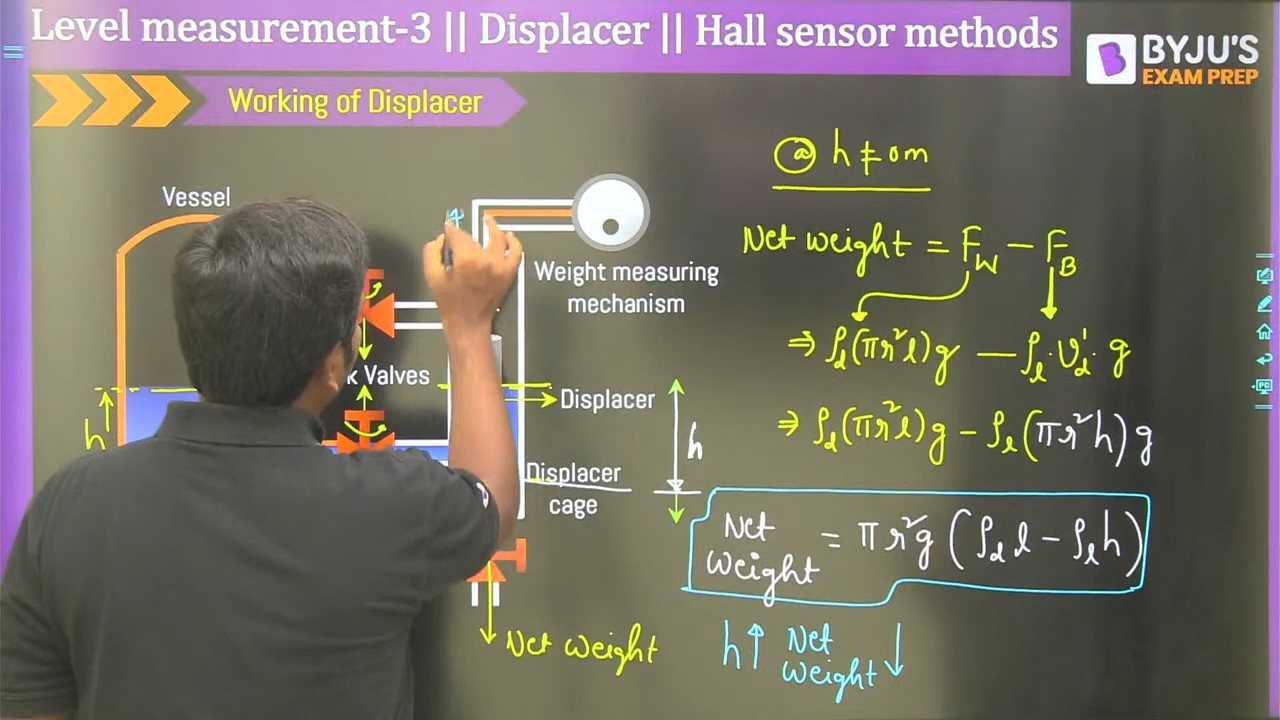 Level measurement-3 || Displacer || Hall sensor methods
BYJU'S
EXAM PREP
Working of Displacer
@ h ≠ 0m
Vessel
Net weight = F_W − F_B
Weight measuring
mechanism
⇒ ρ_d(πr²l)g − ρ_l·V_d'·g
k Valves
Displacer
h
h
⇒ ρ_d(πr²l)g − ρ_l(πr²h)g
Displacer
cage
Net
Weight = πr²g (ρ_d l − ρ_l h)
Net weight
h↑ Net
Weight ↓